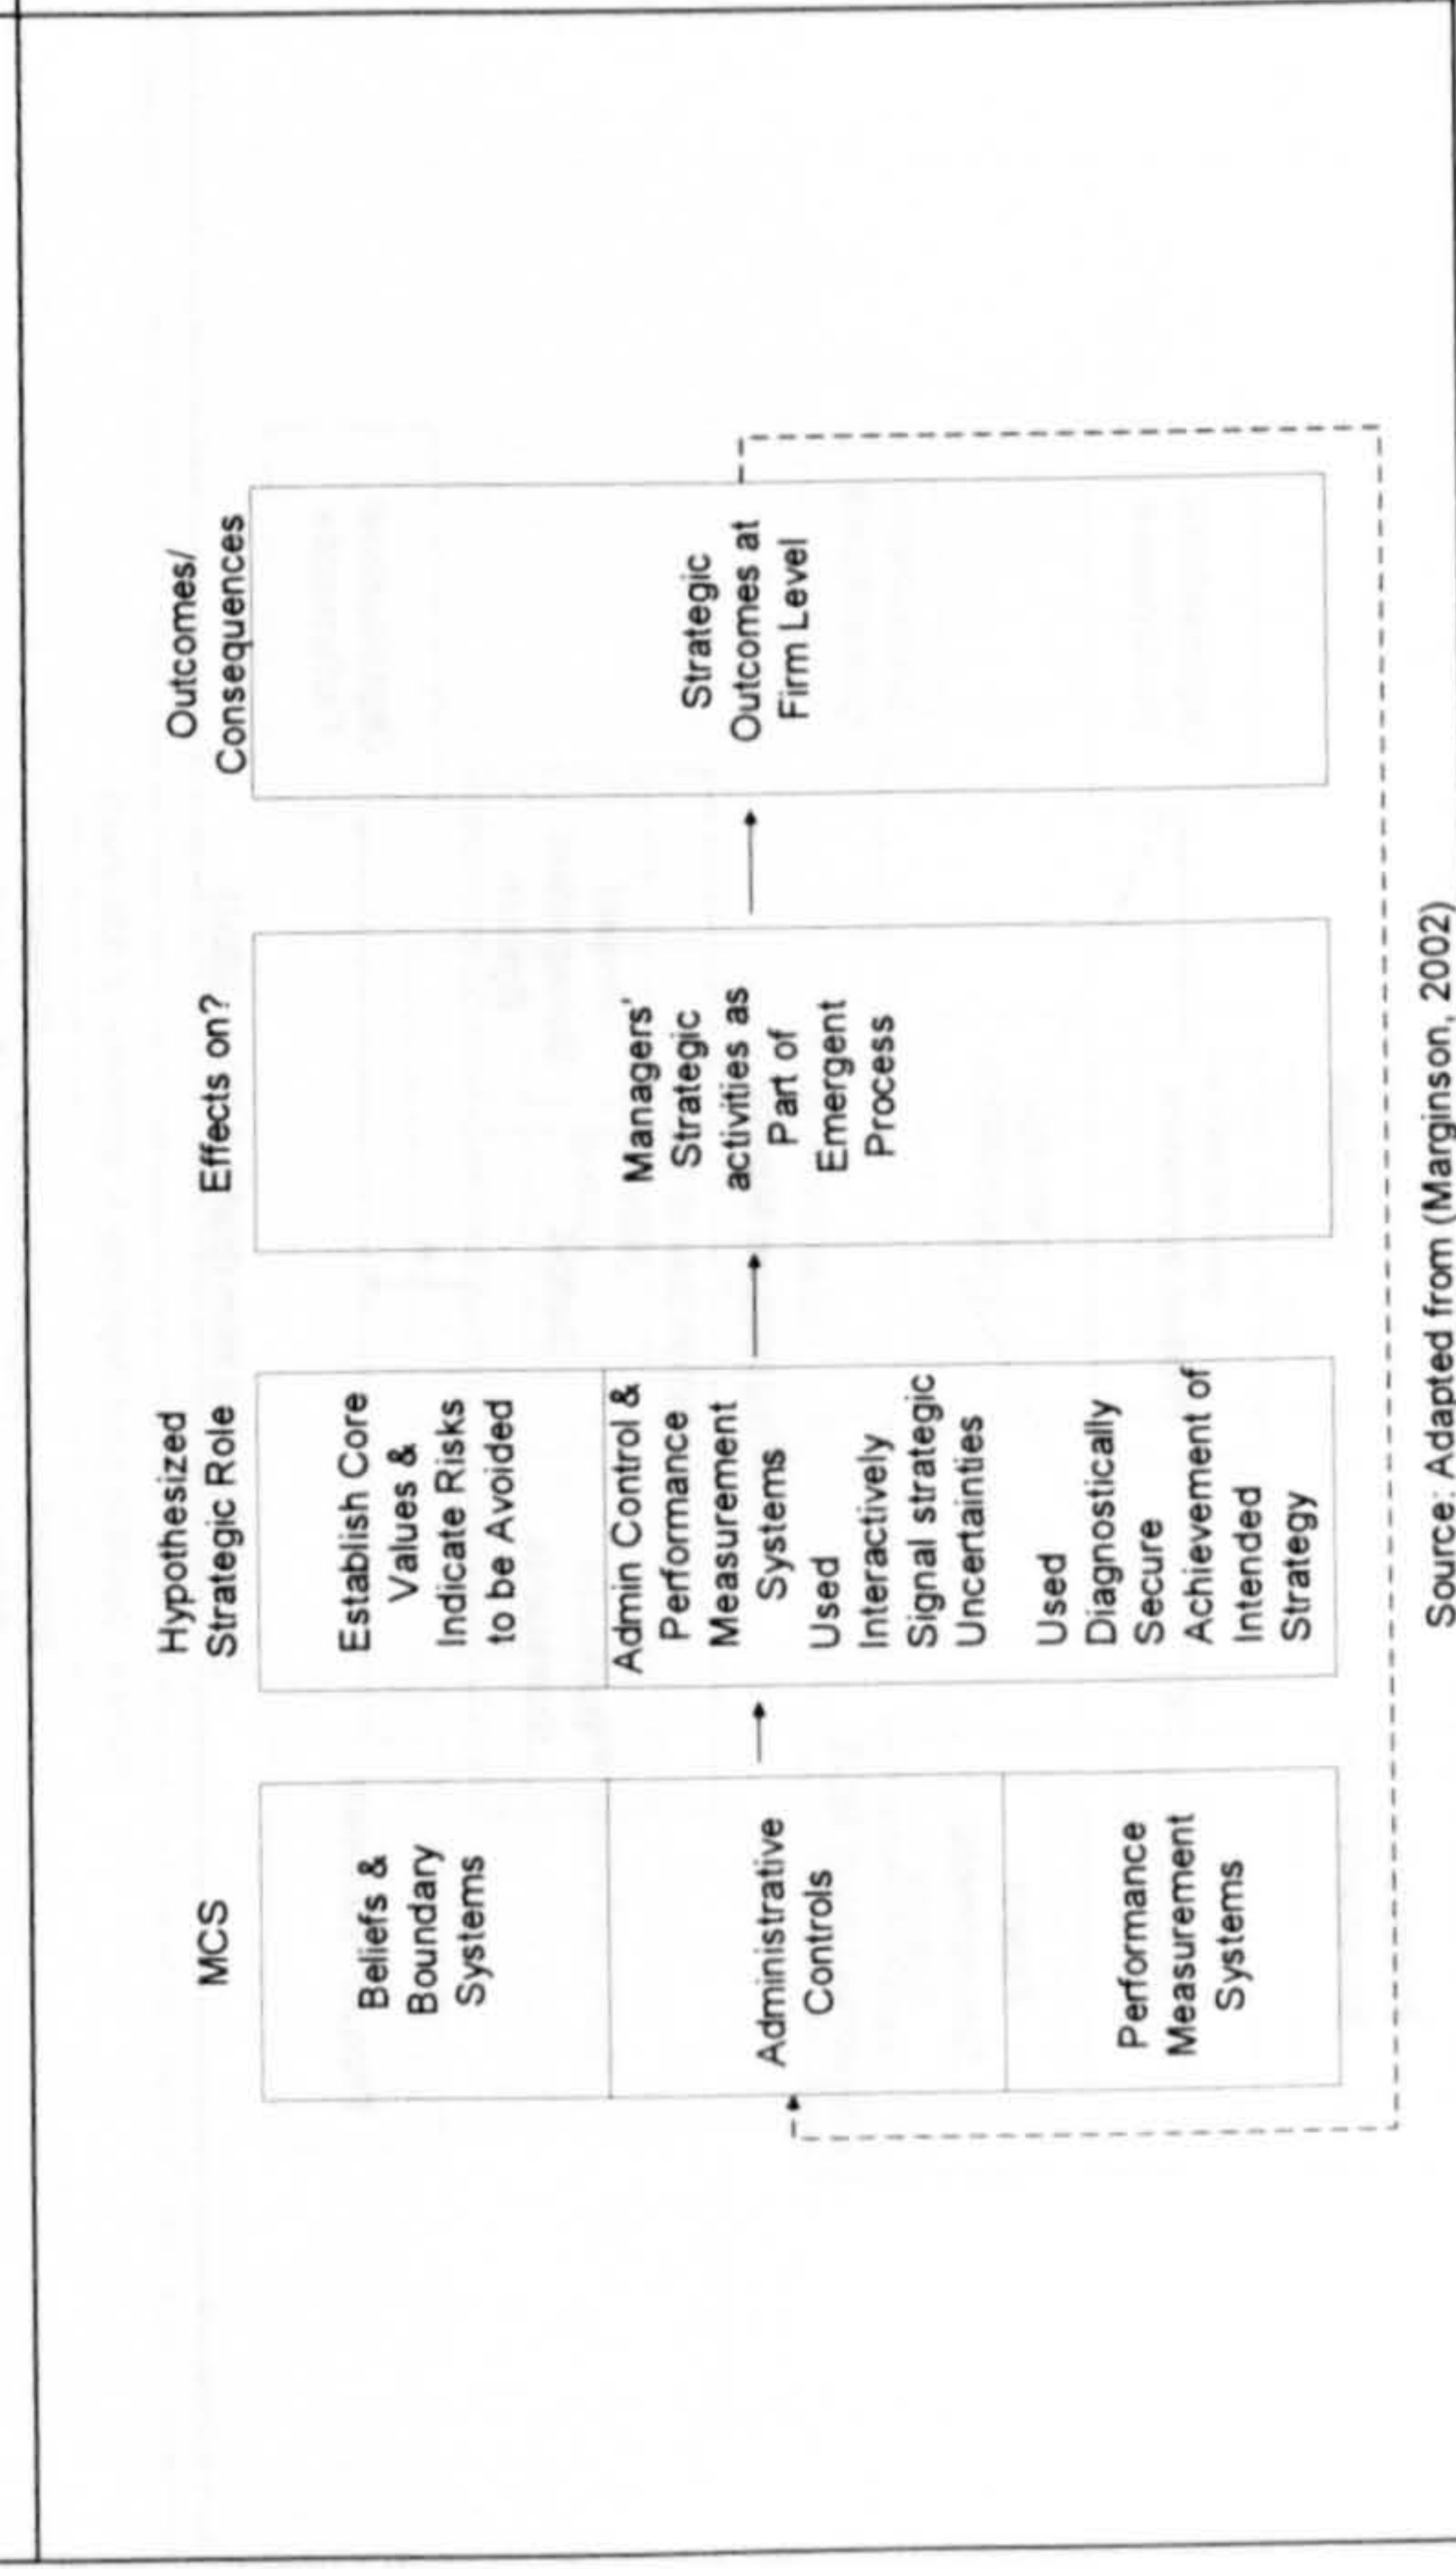 MCS
Beliefs &
Boundary
Systems
Administrative
Controls
Performance
Measurement
Systems
Hypothesized
Strategic Role
Establish Core
Values &
Indicate Risks
to be Avoided
Admin Control &
Performance
Measurement
Systems
Used
Interactively
Signal strategic
Uncertainties
Used
Diagnostically
Secure
Achievement of
Intended
Strategy
Effects on?
Managers'
Strategic
activities as
Part of
Emergent
Process
Outcomes/
Consequences
Strategic
Outcomes at
Firm Level
Source: Adapted from (Marginson, 2002)